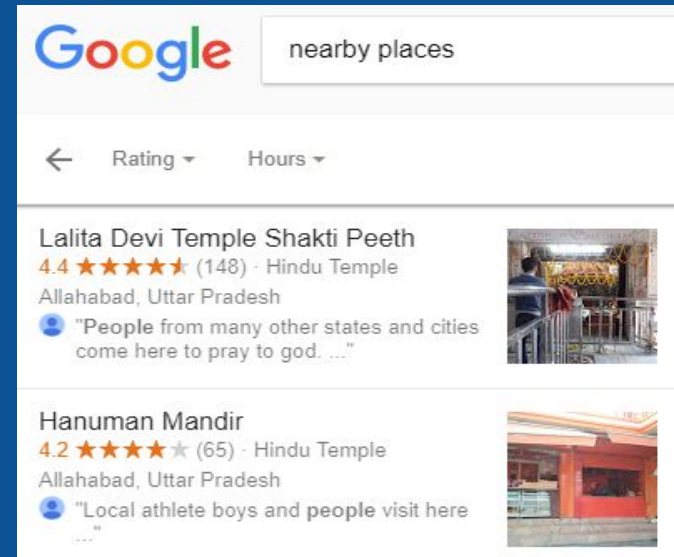 Google
nearby places
Rating
Hours
Lalita Devi Temple Shakti Peeth
4.4 ★★★★★ (148) · Hindu Temple
Allahabad, Uttar Pradesh
"People from many other states and cities
come here to pray to god. ..."
Hanuman Mandir
4.2 ★★★★★ (65) · Hindu Temple
Allahabad, Uttar Pradesh
"Local athlete boys and people visit here
..."